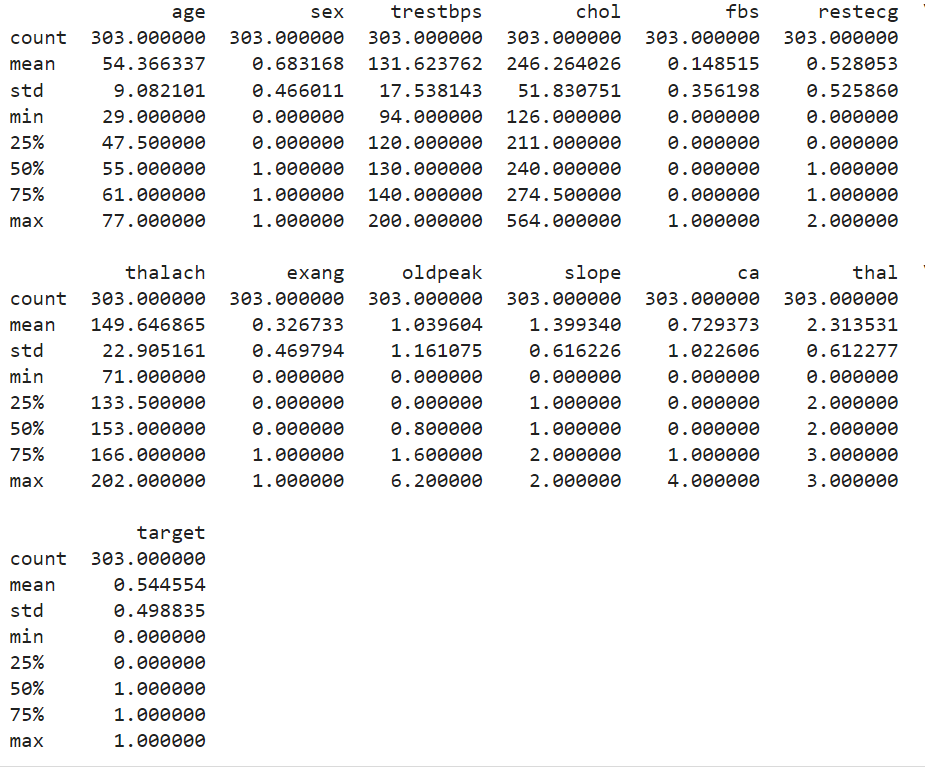 age         sex    trestbps        chol         fbs     restecg  \
count  303.000000  303.000000  303.000000  303.000000  303.000000  303.000000
mean    54.366337    0.683168  131.623762  246.264026    0.148515    0.528053
std      9.082101    0.466011   17.538143   51.830751    0.356198    0.525860
min     29.000000    0.000000   94.000000  126.000000    0.000000    0.000000
25%     47.500000    0.000000  120.000000  211.000000    0.000000    0.000000
50%     55.000000    1.000000  130.000000  240.000000    0.000000    1.000000
75%     61.000000    1.000000  140.000000  274.500000    0.000000    1.000000
max     77.000000    1.000000  200.000000  564.000000    1.000000    2.000000

         thalach       exang     oldpeak       slope          ca        thal  \
count  303.000000  303.000000  303.000000  303.000000  303.000000  303.000000
mean   149.646865    0.326733    1.039604    1.399340    0.729373    2.313531
std     22.905161    0.469794    1.161075    0.616226    1.022606    0.612277
min     71.000000    0.000000    0.000000    0.000000    0.000000    0.000000
25%    133.500000    0.000000    0.000000    1.000000    0.000000    2.000000
50%    153.000000    0.000000    0.800000    1.000000    0.000000    2.000000
75%    166.000000    1.000000    1.600000    2.000000    1.000000    3.000000
max    202.000000    1.000000    6.200000    2.000000    4.000000    3.000000

          target
count  303.000000
mean     0.544554
std      0.498835
min      0.000000
25%      0.000000
50%      1.000000
75%      1.000000
max      1.000000